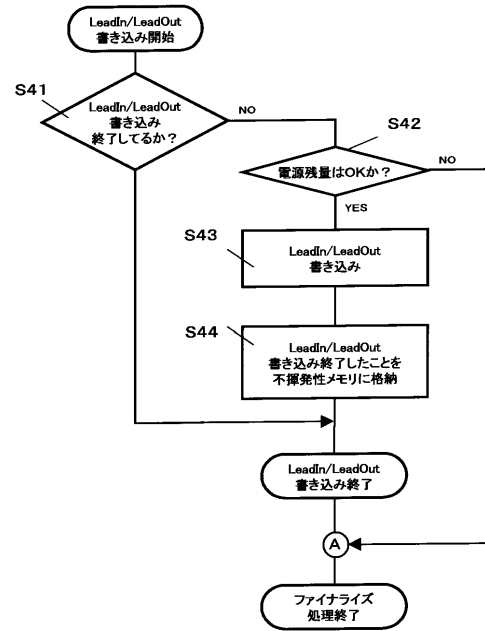 LeadIn/LeadOut
書き込み開始
S41
LeadIn/LeadOut
書き込み
終了してるか？
NO
S42
電源残量はOKか？
NO
YES
S43
LeadIn/LeadOut
書き込み
S44
LeadIn/LeadOut
書き込み終了したことを
不揮発性メモリに格納
LeadIn/LeadOut
書き込み終了
A
ファイナライズ
処理終了